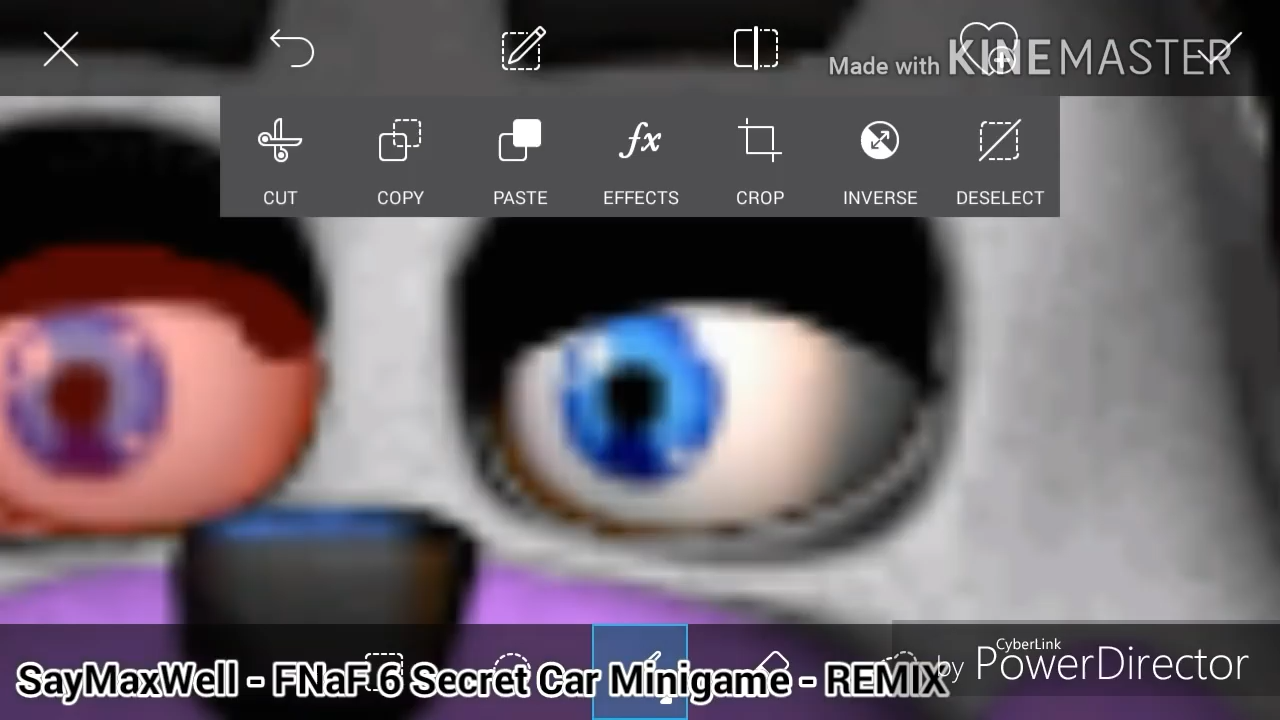 Made with KINEMASTER
CUT COPY PASTE EFFECTS CROP INVERSE DESELECT
CyberLink
by PowerDirector
SayMaxWell - FNaF 6 Secret Car Minigame - REMIX